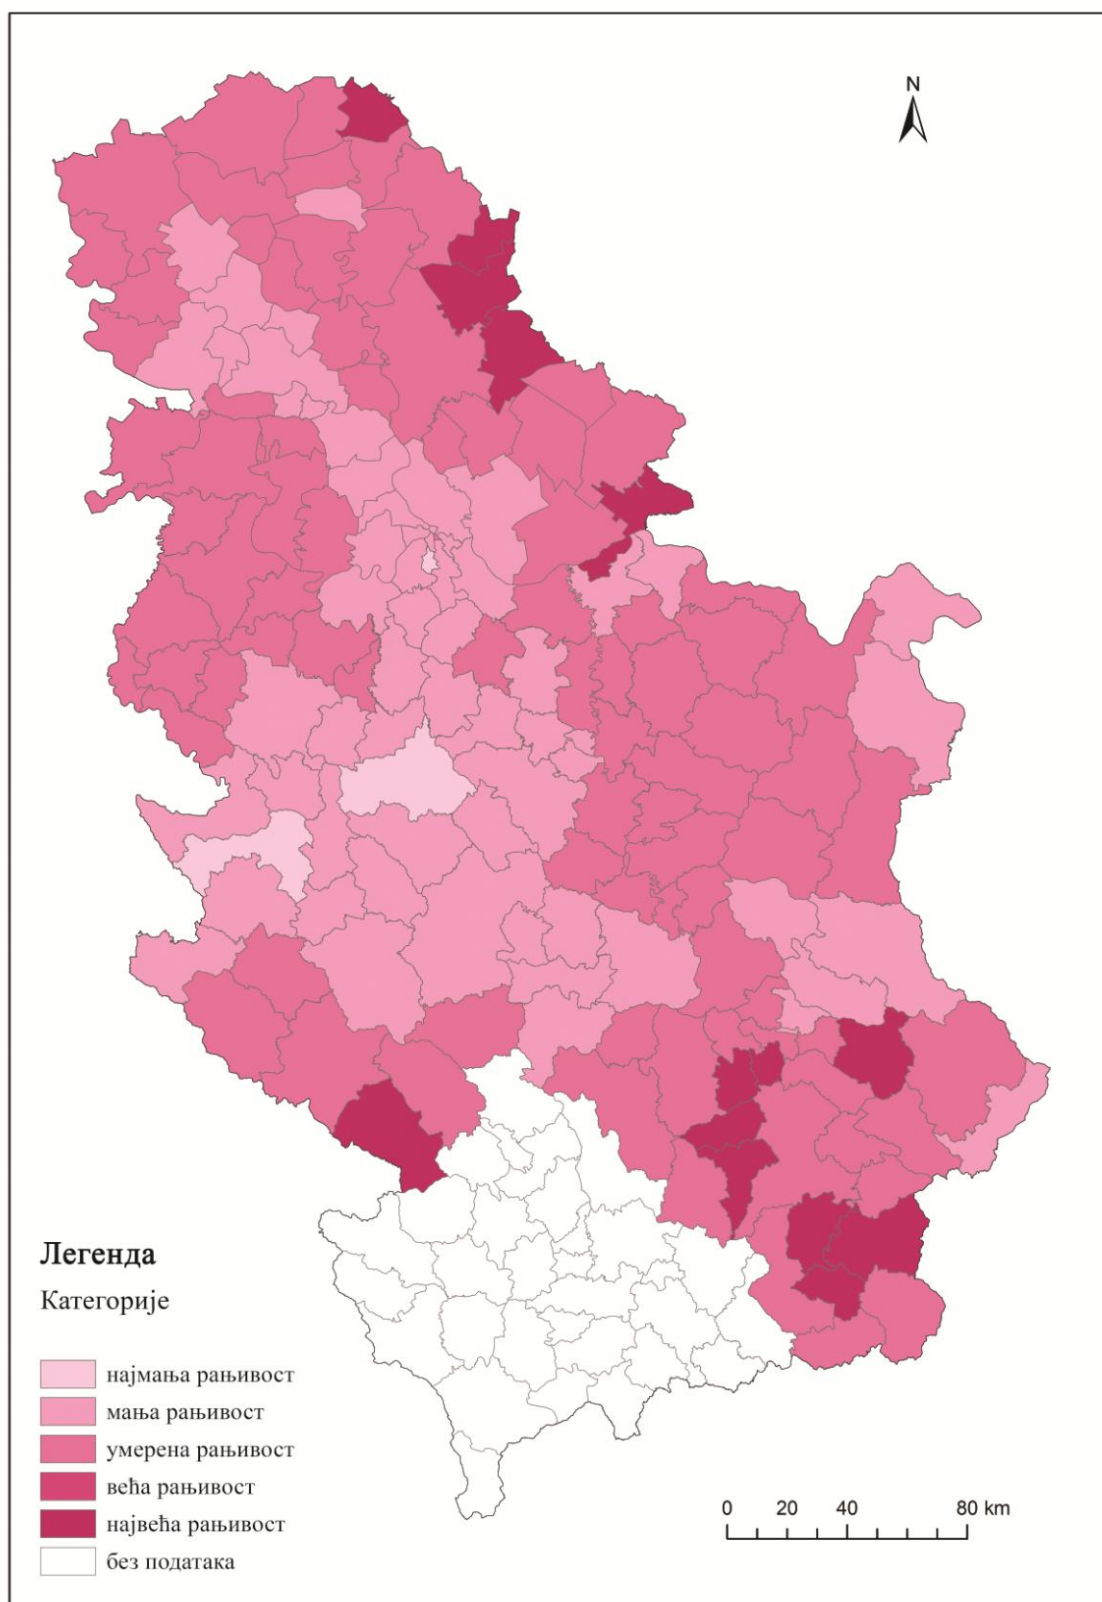 N
Легенда
Категорије
најмања рањивост
мања рањивост
умерена рањивост
већа рањивост
највећа рањивост
без података
0 20 40 80 km